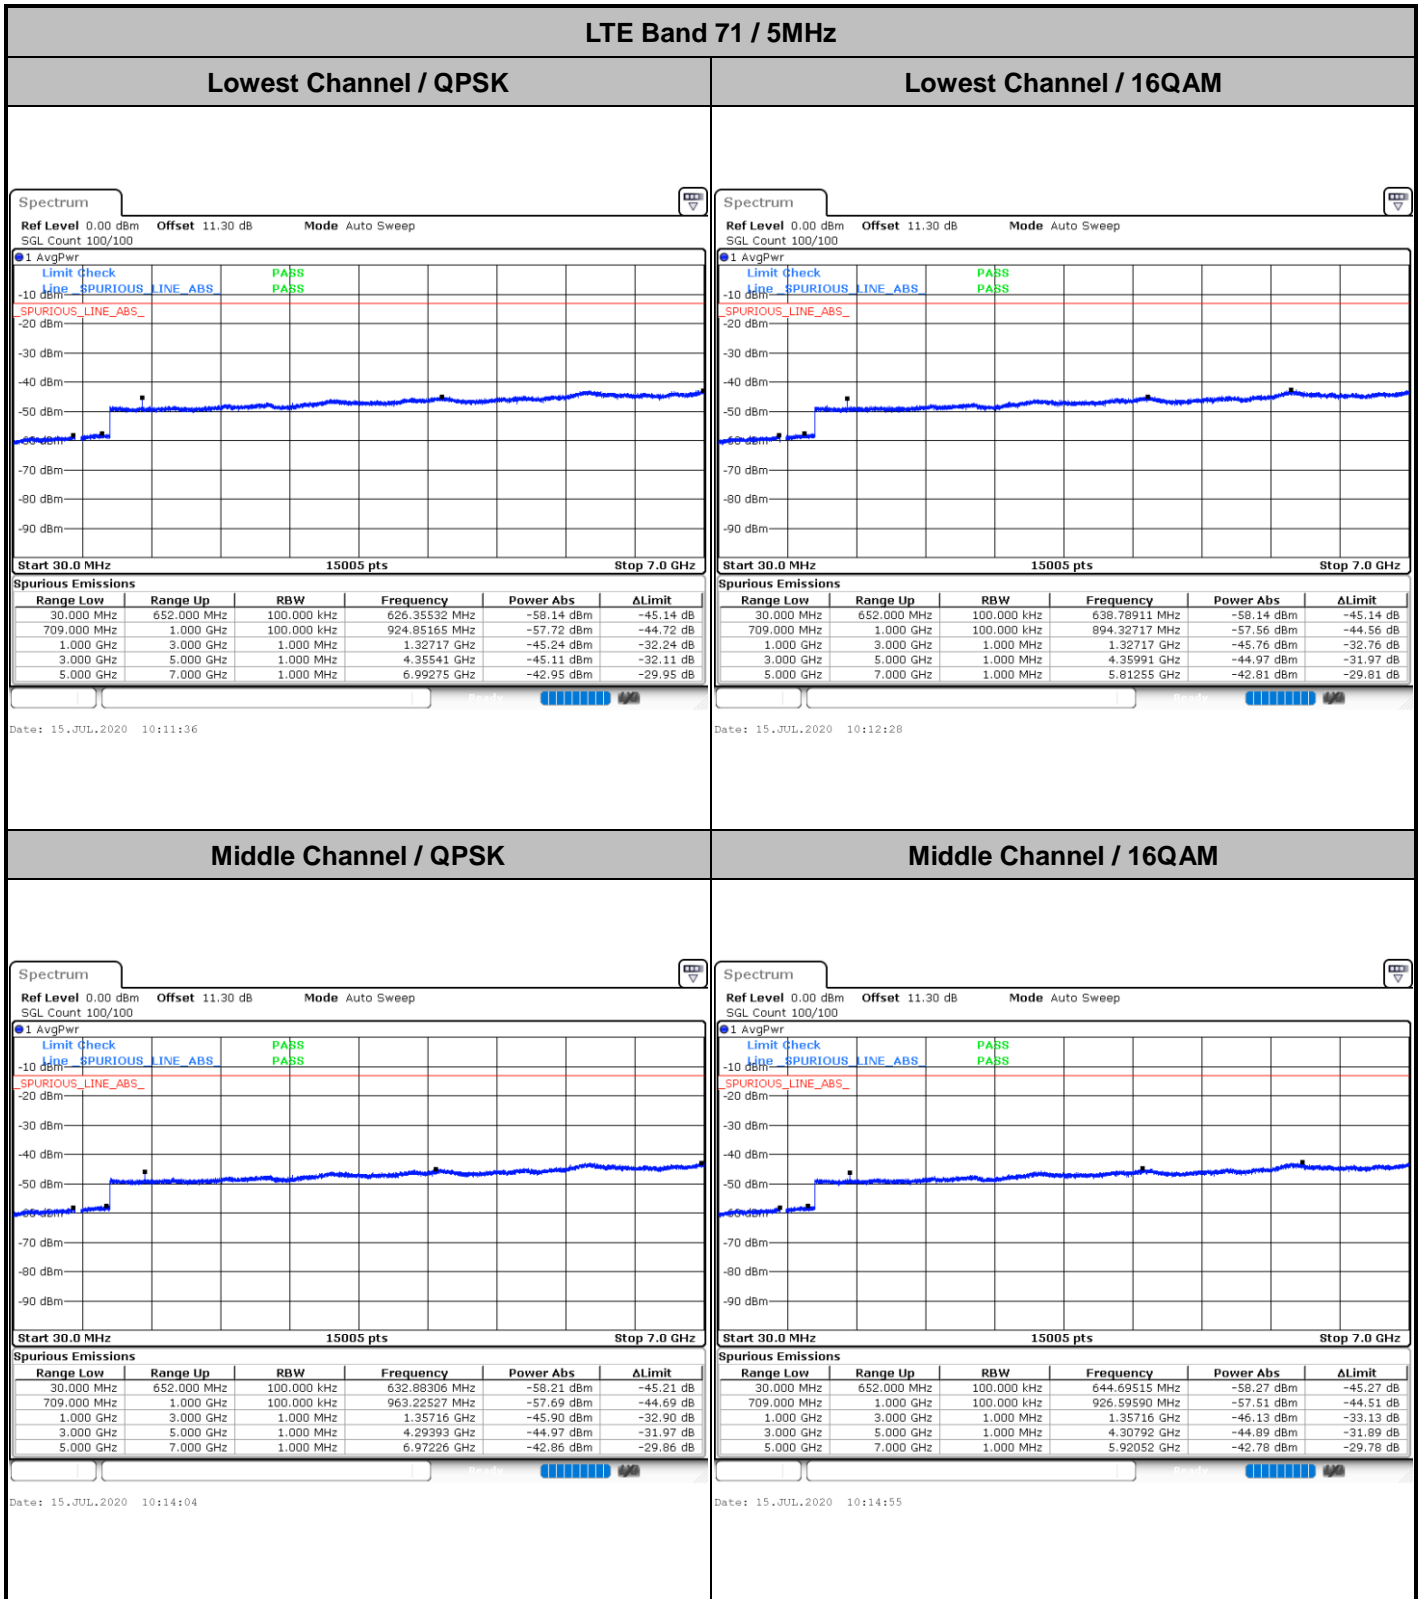 LTE Band 71 / 5MHz
Lowest Channel / QPSK
Lowest Channel / 16QAM
Spectrum
Ref Level 0.00 dBm Offset 11.30 dB Mode Auto Sweep
SGL Count 100/100
1 AvgPwr
Limit Check PASS
Line _SPURIOUS_LINE_ABS_ PASS
-10 dBm
_SPURIOUS_LINE_ABS_
-20 dBm
-30 dBm
-40 dBm
-50 dBm
-60 dBm
-70 dBm
-80 dBm
-90 dBm
Start 30.0 MHz 15005 pts Stop 7.0 GHz
Spurious Emissions
Range Low Range Up RBW Frequency Power Abs ΔLimit
30.000 MHz 652.000 MHz 100.000 kHz 626.35532 MHz -58.14 dBm -45.14 dB
709.000 MHz 1.000 GHz 100.000 kHz 924.85165 MHz -57.72 dBm -44.72 dB
1.000 GHz 3.000 GHz 1.000 MHz 1.32717 GHz -45.24 dBm -32.24 dB
3.000 GHz 5.000 GHz 1.000 MHz 4.35541 GHz -45.11 dBm -32.11 dB
5.000 GHz 7.000 GHz 1.000 MHz 6.99275 GHz -42.95 dBm -29.95 dB
Ready
Date: 15.JUL.2020 10:11:36
Spectrum
Ref Level 0.00 dBm Offset 11.30 dB Mode Auto Sweep
SGL Count 100/100
1 AvgPwr
Limit Check PASS
Line _SPURIOUS_LINE_ABS_ PASS
-10 dBm
_SPURIOUS_LINE_ABS_
-20 dBm
-30 dBm
-40 dBm
-50 dBm
-60 dBm
-70 dBm
-80 dBm
-90 dBm
Start 30.0 MHz 15005 pts Stop 7.0 GHz
Spurious Emissions
Range Low Range Up RBW Frequency Power Abs ΔLimit
30.000 MHz 652.000 MHz 100.000 kHz 638.78911 MHz -58.14 dBm -45.14 dB
709.000 MHz 1.000 GHz 100.000 kHz 894.32717 MHz -57.56 dBm -44.56 dB
1.000 GHz 3.000 GHz 1.000 MHz 1.32717 GHz -45.76 dBm -32.76 dB
3.000 GHz 5.000 GHz 1.000 MHz 4.35991 GHz -44.97 dBm -31.97 dB
5.000 GHz 7.000 GHz 1.000 MHz 5.81255 GHz -42.81 dBm -29.81 dB
Ready
Date: 15.JUL.2020 10:12:28
Middle Channel / QPSK
Middle Channel / 16QAM
Spectrum
Ref Level 0.00 dBm Offset 11.30 dB Mode Auto Sweep
SGL Count 100/100
1 AvgPwr
Limit Check PASS
Line _SPURIOUS_LINE_ABS_ PASS
-10 dBm
_SPURIOUS_LINE_ABS_
-20 dBm
-30 dBm
-40 dBm
-50 dBm
-60 dBm
-70 dBm
-80 dBm
-90 dBm
Start 30.0 MHz 15005 pts Stop 7.0 GHz
Spurious Emissions
Range Low Range Up RBW Frequency Power Abs ΔLimit
30.000 MHz 652.000 MHz 100.000 kHz 632.88306 MHz -58.21 dBm -45.21 dB
709.000 MHz 1.000 GHz 100.000 kHz 963.22527 MHz -57.69 dBm -44.69 dB
1.000 GHz 3.000 GHz 1.000 MHz 1.35716 GHz -45.90 dBm -32.90 dB
3.000 GHz 5.000 GHz 1.000 MHz 4.29393 GHz -44.97 dBm -31.97 dB
5.000 GHz 7.000 GHz 1.000 MHz 6.97226 GHz -42.86 dBm -29.86 dB
Ready
Date: 15.JUL.2020 10:14:04
Spectrum
Ref Level 0.00 dBm Offset 11.30 dB Mode Auto Sweep
SGL Count 100/100
1 AvgPwr
Limit Check PASS
Line _SPURIOUS_LINE_ABS_ PASS
-10 dBm
_SPURIOUS_LINE_ABS_
-20 dBm
-30 dBm
-40 dBm
-50 dBm
-60 dBm
-70 dBm
-80 dBm
-90 dBm
Start 30.0 MHz 15005 pts Stop 7.0 GHz
Spurious Emissions
Range Low Range Up RBW Frequency Power Abs ΔLimit
30.000 MHz 652.000 MHz 100.000 kHz 644.69515 MHz -58.27 dBm -45.27 dB
709.000 MHz 1.000 GHz 100.000 kHz 926.59590 MHz -57.51 dBm -44.51 dB
1.000 GHz 3.000 GHz 1.000 MHz 1.35716 GHz -46.13 dBm -33.13 dB
3.000 GHz 5.000 GHz 1.000 MHz 4.30792 GHz -44.89 dBm -31.89 dB
5.000 GHz 7.000 GHz 1.000 MHz 5.92052 GHz -42.78 dBm -29.78 dB
Ready
Date: 15.JUL.2020 10:14:55